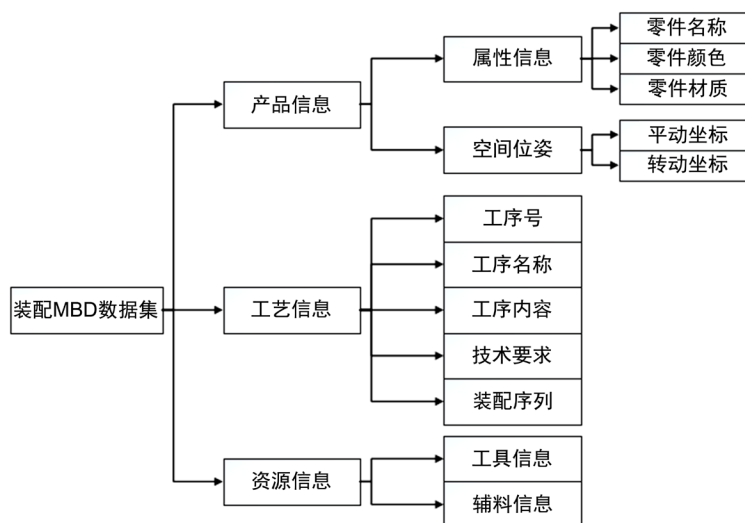 装配MBD数据集
产品信息
属性信息
零件名称
零件颜色
零件材质
空间位姿
平动坐标
转动坐标
工艺信息
工序号
工序名称
工序内容
技术要求
装配序列
资源信息
工具信息
辅料信息